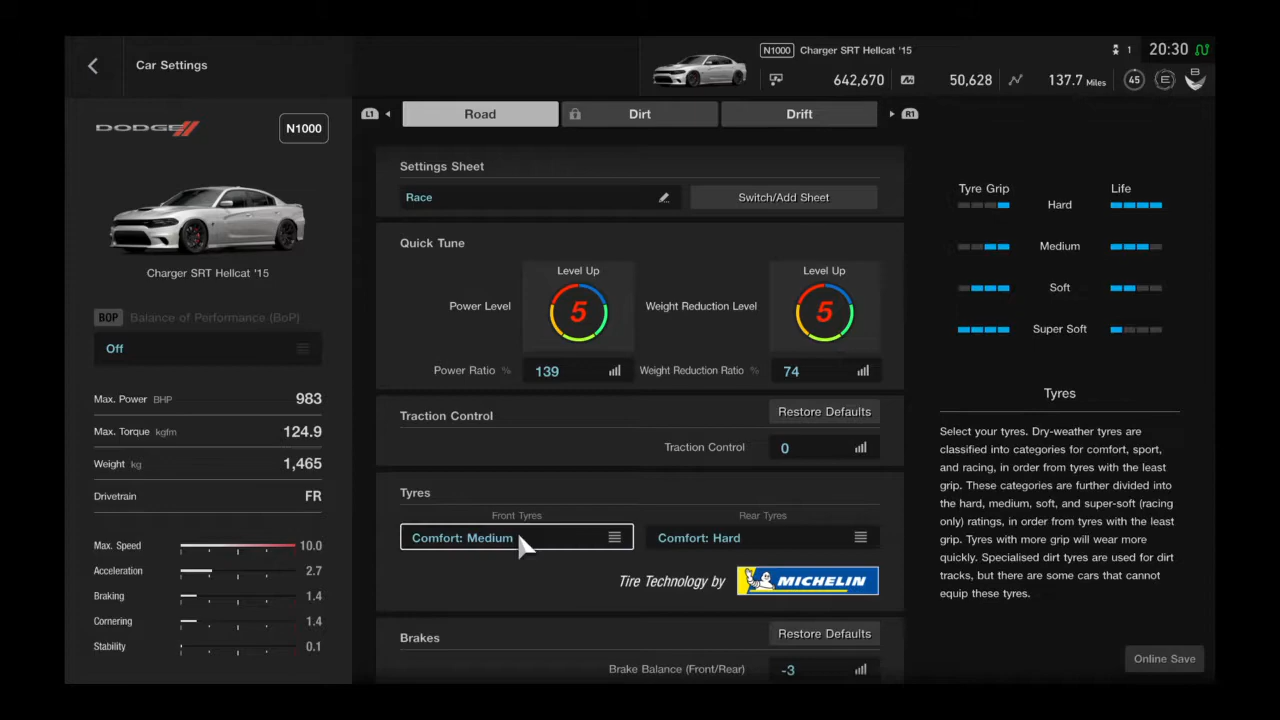 Car Settings
N1000 Charger SRT Hellcat '15
1 20:30
642,670 50,628 137.7 Miles 45 E B
DODGE
N1000
Charger SRT Hellcat '15
BOP Balance of Performance (BoP)
Off
Max. Power BHP 983
Max. Torque kgfm 124.9
Weight kg 1,465
Drivetrain FR
Max. Speed 10.0
Acceleration 2.7
Braking 1.4
Cornering 1.4
Stability 0.1
L1 Road Dirt Drift R1
Settings Sheet
Race Switch/Add Sheet
Quick Tune
Level Up Level Up
Power Level 5 Weight Reduction Level 5
Power Ratio % 139 Weight Reduction Ratio % 74
Traction Control Restore Defaults
Traction Control 0
Tyres
Front Tyres Rear Tyres
Comfort: Medium Comfort: Hard
Tire Technology by MICHELIN
Brakes Restore Defaults
Brake Balance (Front/Rear) -3
Tyre Grip Life
Hard
Medium
Soft
Super Soft
Tyres
Select your tyres. Dry-weather tyres are
classified into categories for comfort, sport,
and racing, in order from tyres with the least
grip. These categories are further divided into
the hard, medium, soft, and super-soft (racing
only) ratings, in order from tyres with the least
grip. Tyres with more grip will wear more
quickly. Specialised dirt tyres are used for dirt
tracks, but there are some cars that cannot
equip these tyres.
Online Save